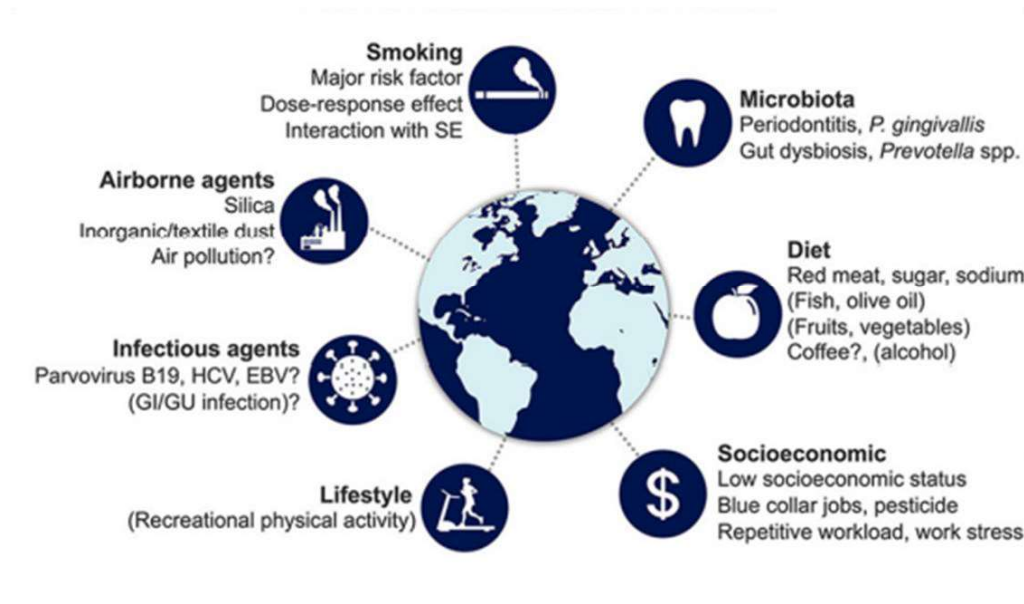 Smoking
Major risk factor
Dose-response effect
Interaction with SE
Microbiota
Periodontitis, P. gingivallis
Gut dysbiosis, Prevotella spp.
Airborne agents
Silica
Inorganic/textile dust
Air pollution?
Diet
Red meat, sugar, sodium
(Fish, olive oil)
(Fruits, vegetables)
Coffee?, (alcohol)
Infectious agents
Parvovirus B19, HCV, EBV?
(GI/GU infection)?
Socioeconomic
Low socioeconomic status
Blue collar jobs, pesticide
Repetitive workload, work stress
Lifestyle
(Recreational physical activity)
$